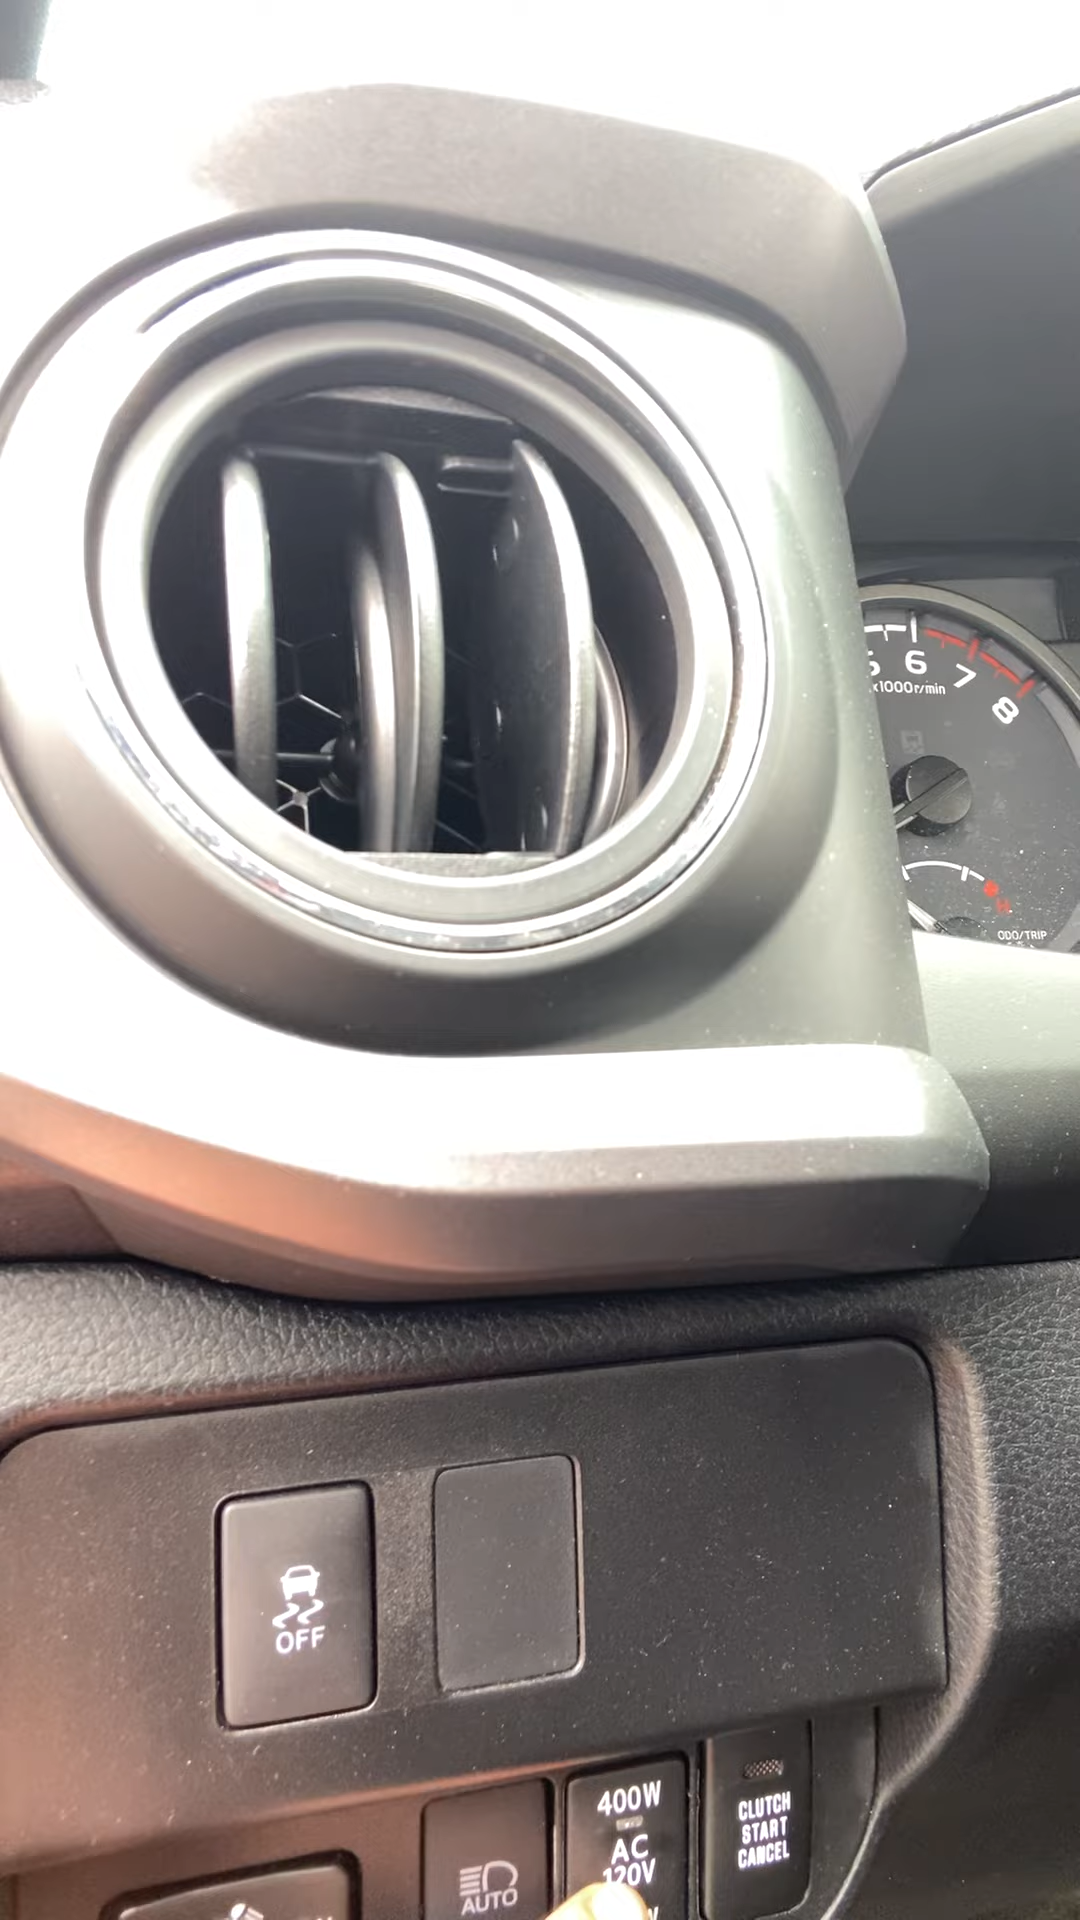 6
7
8
x1000r/min
H
ODO/TRIP
OFF
400W
AC
120V
CLUTCH
START
CANCEL
AUTO